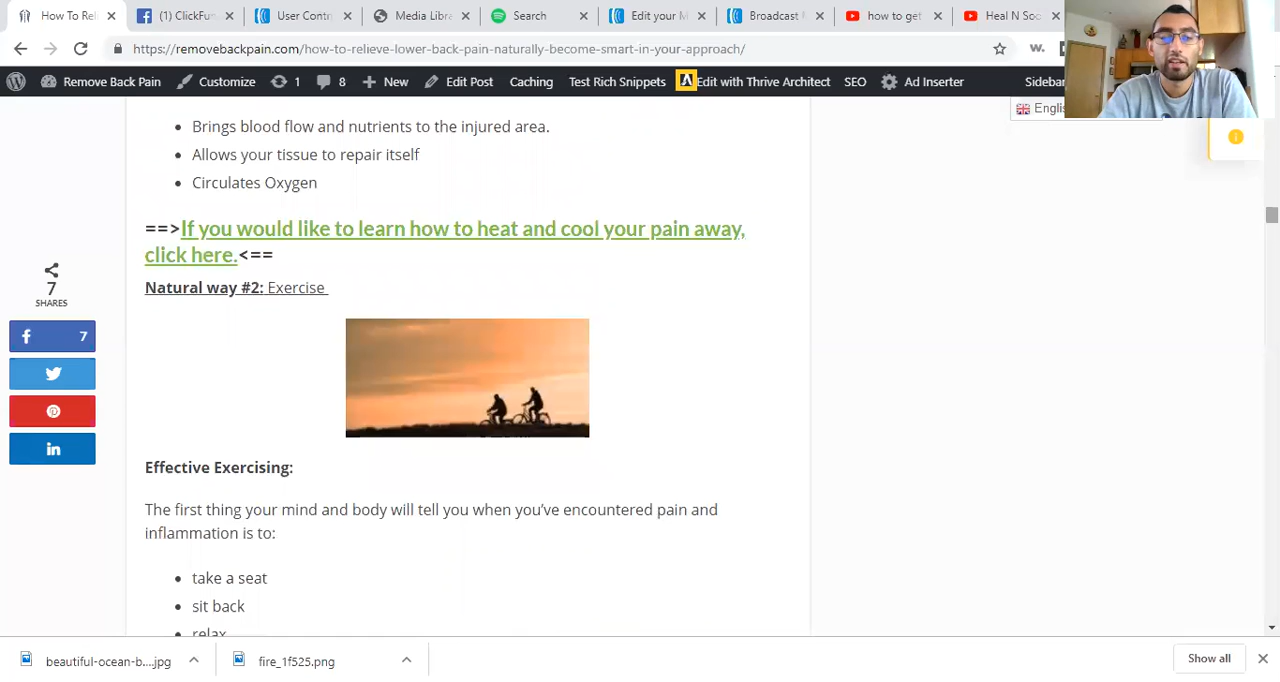 How To Reli
(1) ClickFun
User Contr
Media Libra
Search
Edit your M
Broadcast
how to get
Heal N Soo
https://removebackpain.com/how-to-relieve-lower-back-pain-naturally-become-smart-in-your-approach/
W.
Remove Back Pain
Customize
1
8
New
Edit Post
Caching
Test Rich Snippets
Edit with Thrive Architect
SEO
Ad Inserter
Sidebar
Engli
• Brings blood flow and nutrients to the injured area.
• Allows your tissue to repair itself
• Circulates Oxygen
==>If you would like to learn how to heat and cool your pain away,
click here.<==
Natural way #2: Exercise
7
SHARES
7
Effective Exercising:
The first thing your mind and body will tell you when you’ve encountered pain and
inflammation is to:
• take a seat
• sit back
• relax
beautiful-ocean-b....jpg
fire_1f525.png
Show all